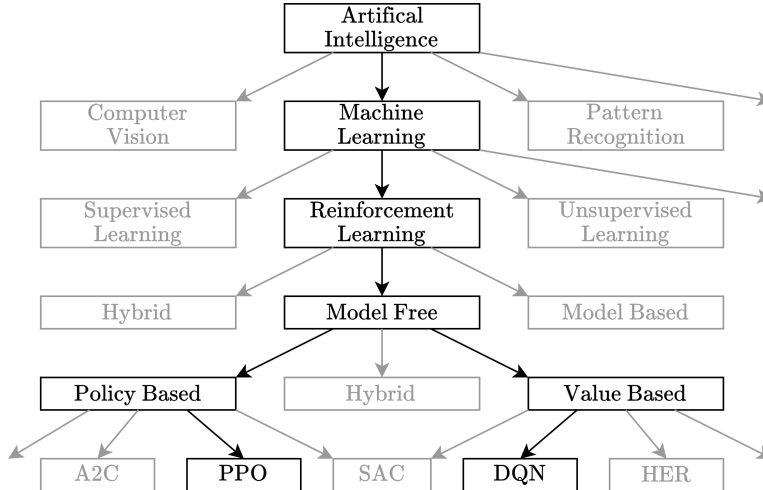 Artifical
Intelligence
Computer
Vision
Machine
Learning
Pattern
Recognition
Supervised
Learning
Reinforcement
Learning
Unsupervised
Learning
Hybrid
Model Free
Model Based
Policy Based
Hybrid
Value Based
A2C
PPO
SAC
DQN
HER